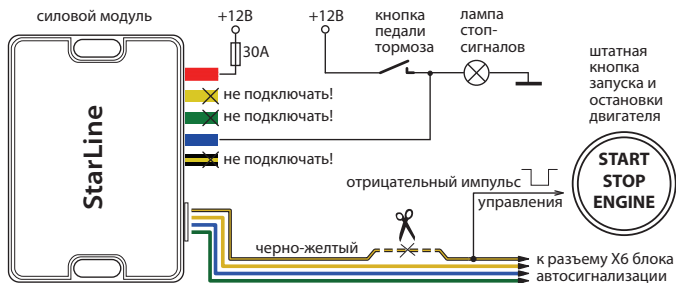 силовой модуль
+12В
+12В
кнопка
педали
тормоза
лампа
стоп-
сигналов
30А
не подключать!
не подключать!
не подключать!
StarLine
штатная
кнопка
запуска и
остановки
двигателя
START
STOP
ENGINE
отрицательный импульс
управления
черно-желтый
к разъему X6 блока
автосигнализации